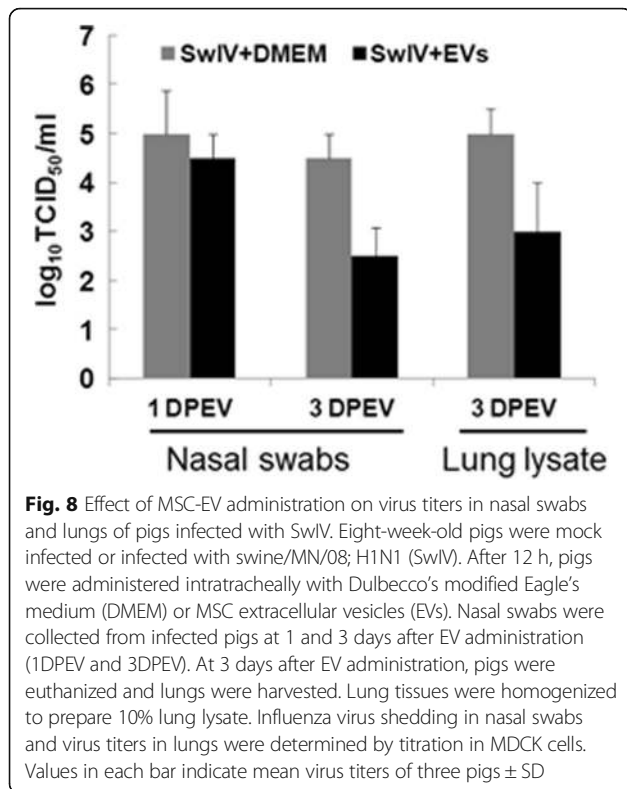 SwIV+DMEM SwIV+EVs
6
5
4
3
2
1
0
log10 TCID50/ml
1 DPEV 3 DPEV 3 DPEV
Nasal swabs Lung lysate
Fig. 8 Effect of MSC-EV administration on virus titers in nasal swabs
and lungs of pigs infected with SwIV. Eight-week-old pigs were mock
infected or infected with swine/MN/08; H1N1 (SwIV). After 12 h, pigs
were administered intratracheally with Dulbecco's modified Eagle's
medium (DMEM) or MSC extracellular vesicles (EVs). Nasal swabs were
collected from infected pigs at 1 and 3 days after EV administration
(1DPEV and 3DPEV). At 3 days after EV administration, pigs were
euthanized and lungs were harvested. Lung tissues were homogenized
to prepare 10% lung lysate. Influenza virus shedding in nasal swabs
and virus titers in lungs were determined by titration in MDCK cells.
Values in each bar indicate mean virus titers of three pigs ± SD